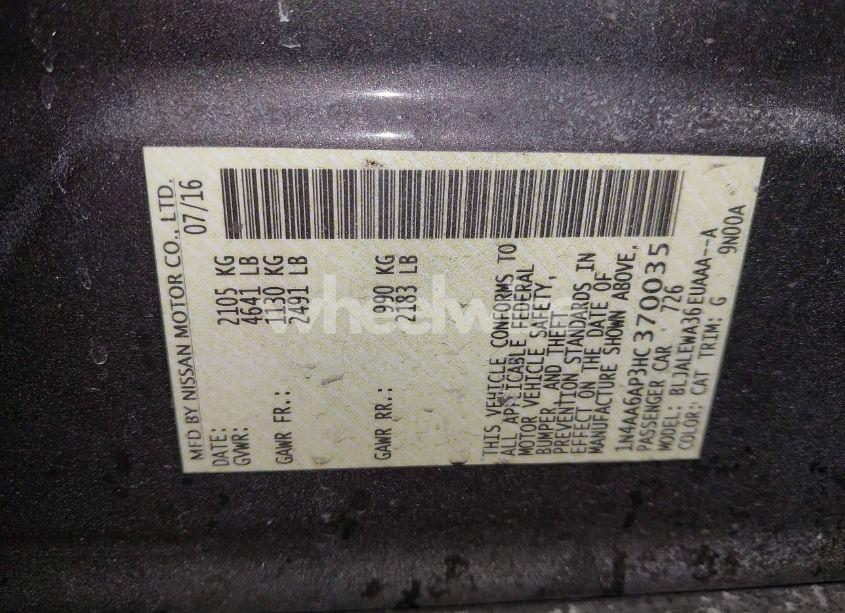 MFD BY NISSAN MOTOR CO., LTD.
DATE: 07/16
GVWR: 2105 KG
4641 LB
GAWR FR.: 1130 KG
2491 LB
GAWR RR.: 990 KG
2183 LB
THIS VEHICLE CONFORMS TO
ALL APPLICABLE FEDERAL
MOTOR VEHICLE SAFETY,
BUMPER, AND THEFT
PREVENTION STANDARDS IN
EFFECT ON THE DATE OF
MANUFACTURE SHOWN ABOVE.
1N4AA6AP3HC370035
PASSENGER CAR 726
MODEL: BLJALEWA36EUAAA--A
COLOR: CAT TRIM: G 9N00A